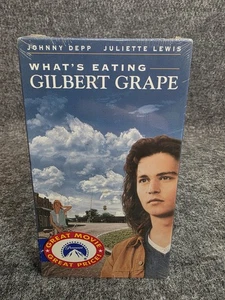 JOHNNY DEPP JULIETTE LEWIS
WHAT'S EATING
GILBERT GRAPE
GREAT MOVIE
GREAT PRICE!